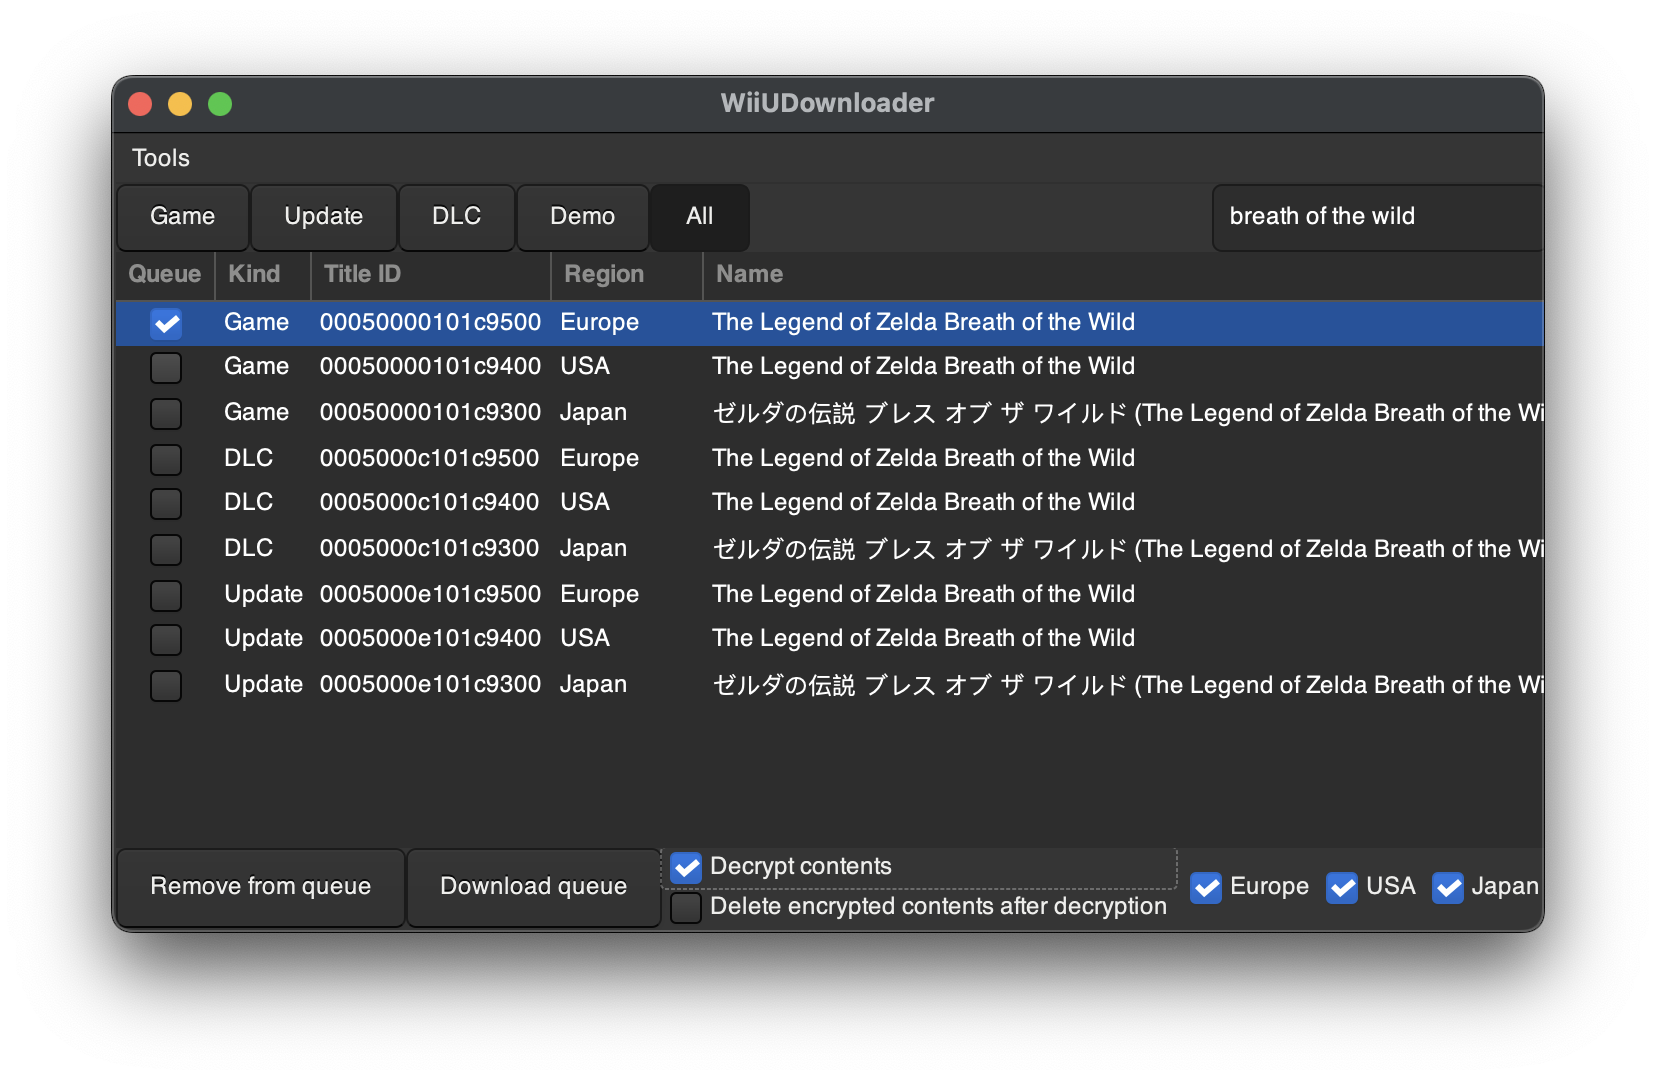 WiiUDownloader
Tools
Game Update DLC Demo All breath of the wild
Queue Kind Title ID Region Name
Game 00050000101c9500 Europe The Legend of Zelda Breath of the Wild
Game 00050000101c9400 USA The Legend of Zelda Breath of the Wild
Game 00050000101c9300 Japan ゼルダの伝説 ブレス オブ ザ ワイルド (The Legend of Zelda Breath of the Wi
DLC 0005000c101c9500 Europe The Legend of Zelda Breath of the Wild
DLC 0005000c101c9400 USA The Legend of Zelda Breath of the Wild
DLC 0005000c101c9300 Japan ゼルダの伝説 ブレス オブ ザ ワイルド (The Legend of Zelda Breath of the Wi
Update 0005000e101c9500 Europe The Legend of Zelda Breath of the Wild
Update 0005000e101c9400 USA The Legend of Zelda Breath of the Wild
Update 0005000e101c9300 Japan ゼルダの伝説 ブレス オブ ザ ワイルド (The Legend of Zelda Breath of the Wi
Remove from queue Download queue Decrypt contents
Delete encrypted contents after decryption
Europe USA Japan